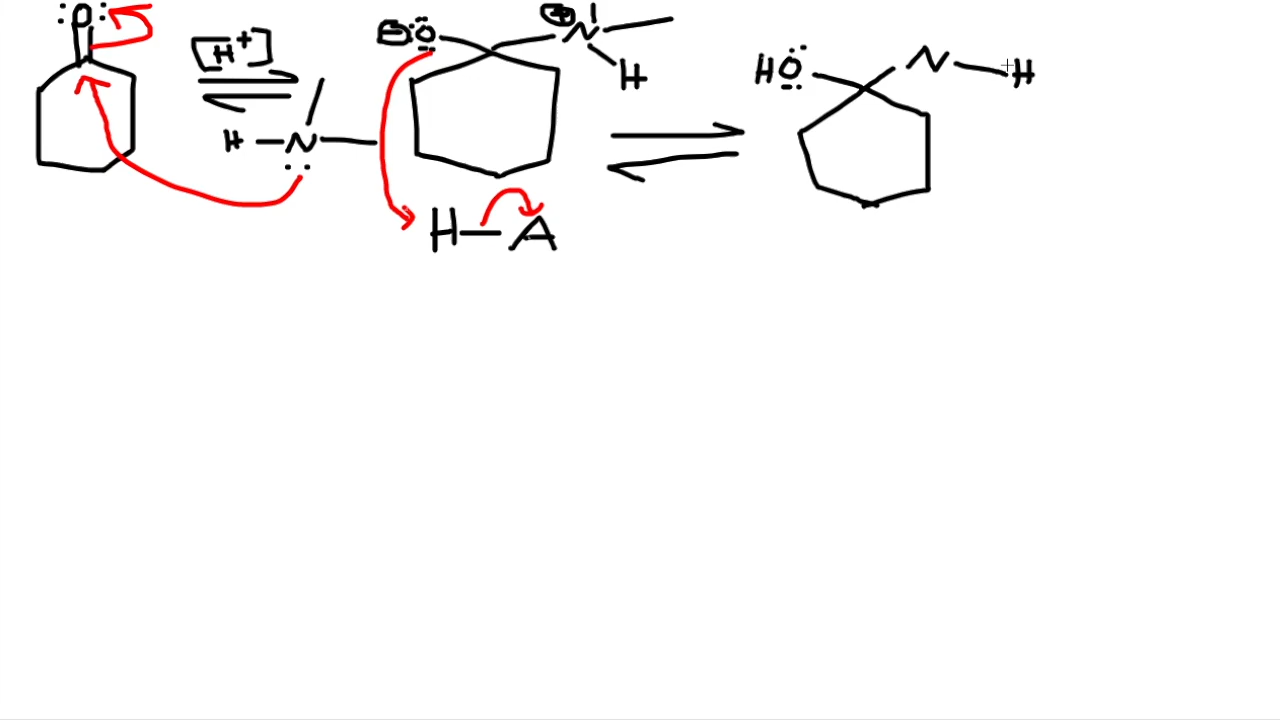 :O:
[H+]
H N
⊖ :O: ⊕ N H
H A
HO N H